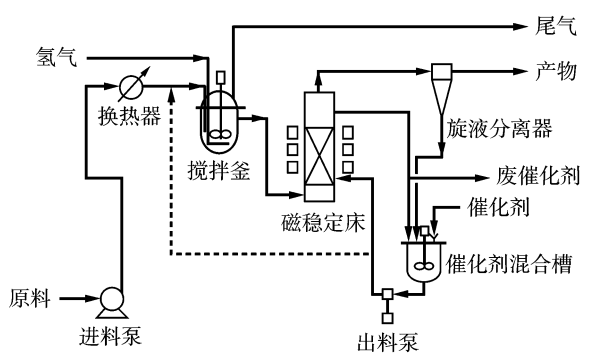 尾气
氢气
产物
换热器
旋液分离器
搅拌釜
废催化剂
催化剂
磁稳定床
催化剂混合槽
原料
进料泵
出料泵